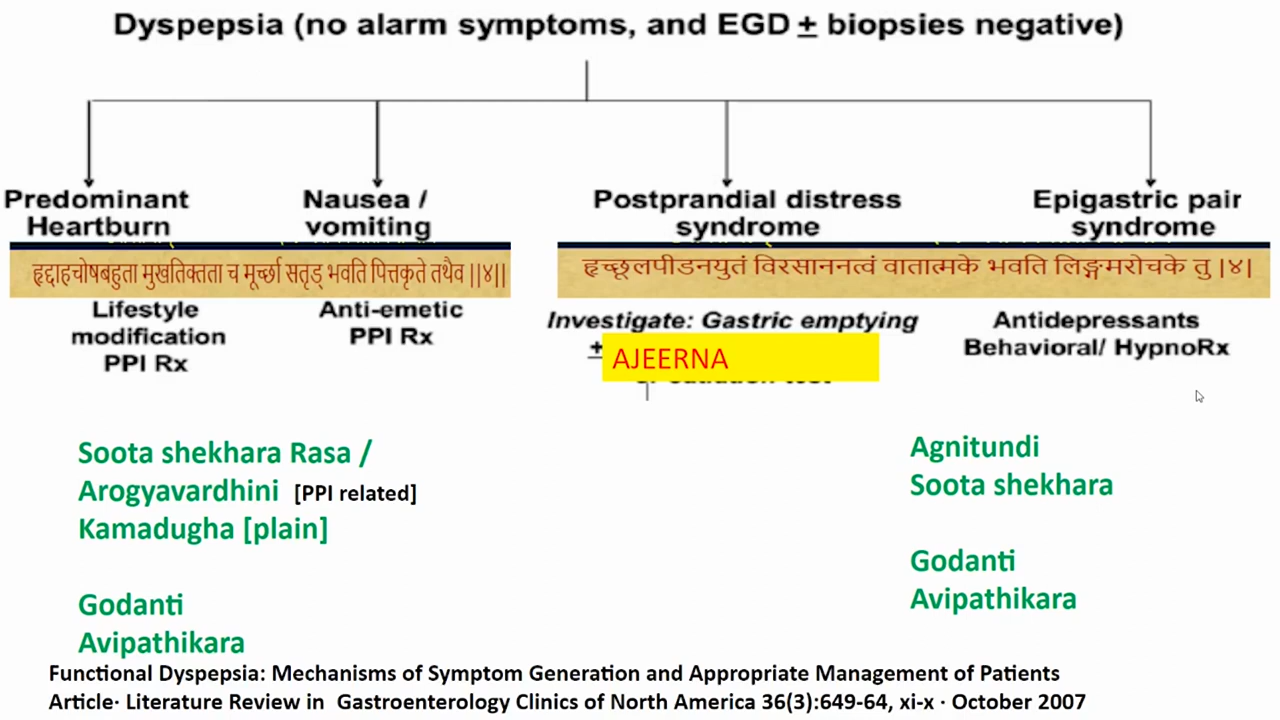 Dyspepsia (no alarm symptoms, and EGD ± biopsies negative)
Predominant
Heartburn
Nausea /
vomiting
Postprandial distress
syndrome
Epigastric pair
syndrome
हृद्दाहचोषबहुता मुखतिक्तता च मूर्च्छा सतृड् भवति पित्तकृते तथैव ||४||
हृच्छूलपीडनयुतं विरसाननत्वं वातात्मके भवति लिङ्गमरोचके तु |४|
Lifestyle
modification
PPI Rx
Anti-emetic
PPI Rx
Investigate: Gastric emptying
±
AJEERNA
Antidepressants
Behavioral/ HypnoRx
Soota shekhara Rasa /
Arogyavardhini [PPI related]
Kamadugha [plain]
Godanti
Avipathikara
Agnitundi
Soota shekhara
Godanti
Avipathikara
Functional Dyspepsia: Mechanisms of Symptom Generation and Appropriate Management of Patients
Article· Literature Review in Gastroenterology Clinics of North America 36(3):649-64, xi-x · October 2007